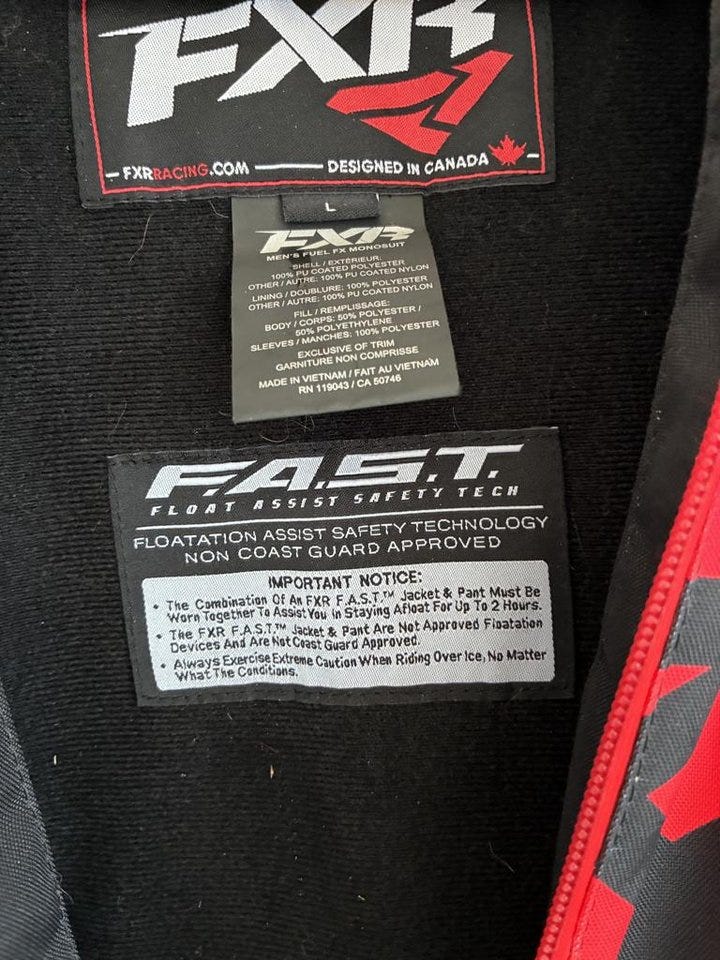 FXR
FXRRACING.COM DESIGNED IN CANADA
L
FXR
MEN'S FUEL FX MONOSUIT
SHELL / EXTÉRIEUR:
100% PU COATED POLYESTER
OTHER / AUTRE: 100% PU COATED NYLON
LINING / DOUBLURE: 100% POLYESTER
OTHER / AUTRE: 100% PU COATED NYLON
FILL / REMPLISSAGE:
BODY / CORPS: 50% POLYESTER /
50% POLYETHYLENE
SLEEVES / MANCHES: 100% POLYESTER
EXCLUSIVE OF TRIM
GARNITURE NON COMPRISE
MADE IN VIETNAM / FAIT AU VIETNAM
RN 119043 / CA 50746
F.A.S.T.
FLOAT ASSIST SAFETY TECH
FLOATATION ASSIST SAFETY TECHNOLOGY
NON COAST GUARD APPROVED
IMPORTANT NOTICE:
• The Combination Of An FXR F.A.S.T.™ Jacket & Pant Must Be
Worn Together To Assist You In Staying Afloat For Up To 2 Hours.
• The FXR F.A.S.T.™ Jacket & Pant Are Not Approved Floatation
Devices And Are Not Coast Guard Approved.
• Always Exercise Extreme Caution When Riding Over Ice, No Matter
What The Conditions.